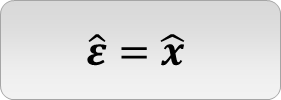 ε̂ = x̂